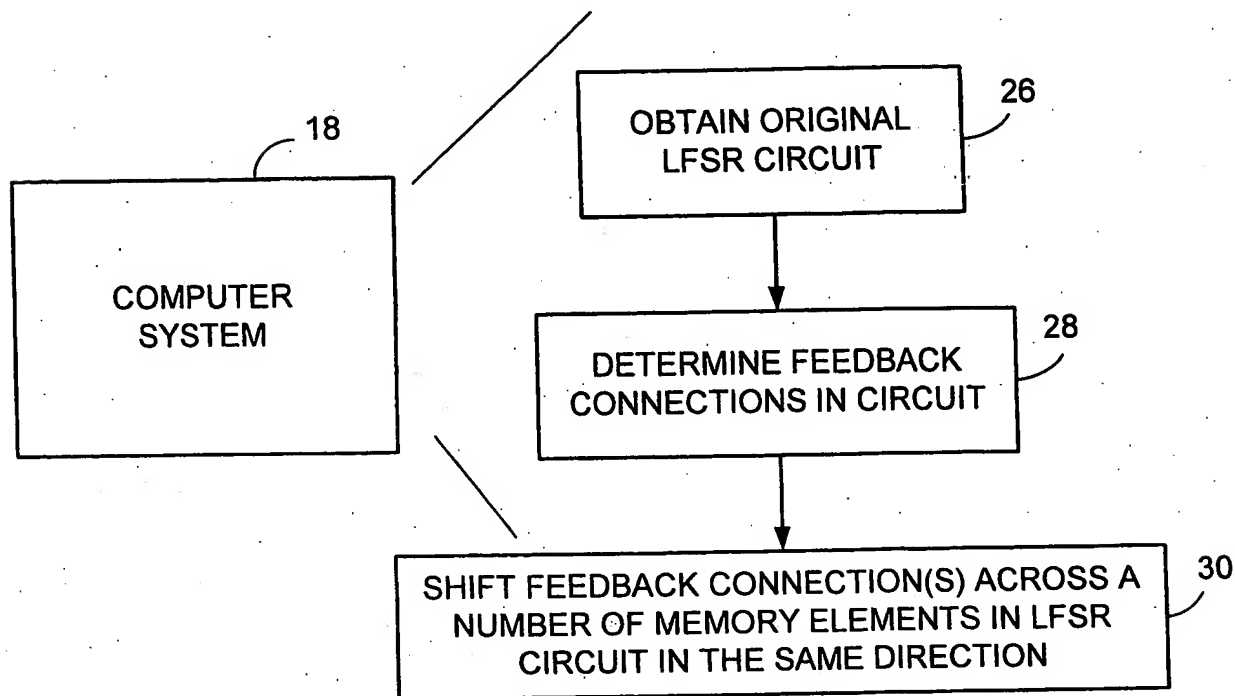 26
OBTAIN ORIGINAL
LFSR CIRCUIT
18
COMPUTER
SYSTEM
28
DETERMINE FEEDBACK
CONNECTIONS IN CIRCUIT
30
SHIFT FEEDBACK CONNECTION(S) ACROSS A
NUMBER OF MEMORY ELEMENTS IN LFSR
CIRCUIT IN THE SAME DIRECTION